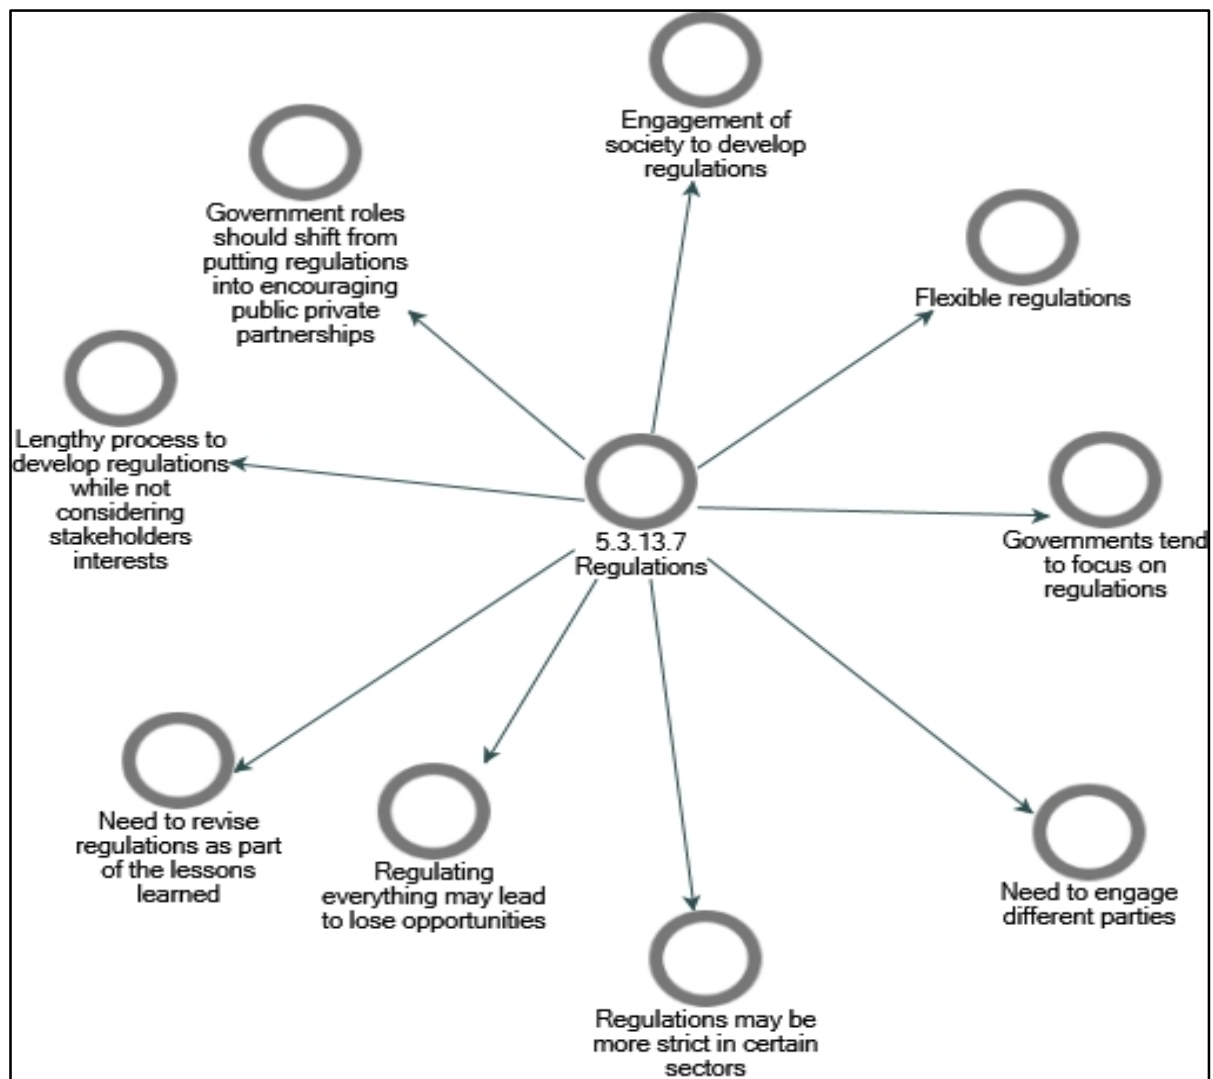 Engagement of
society to develop
regulations
Government roles
should shift from
putting regulations
into encouraging
public private
partnerships
Flexible regulations
Lengthy process to
develop regulations
while not
considering
stakeholders
interests
5.3.13.7
Regulations
Governments tend
to focus on
regulations
Need to revise
regulations as part
of the lessons
learned
Regulating
everything may lead
to lose opportunities
Need to engage
different parties
Regulations may be
more strict in certain
sectors